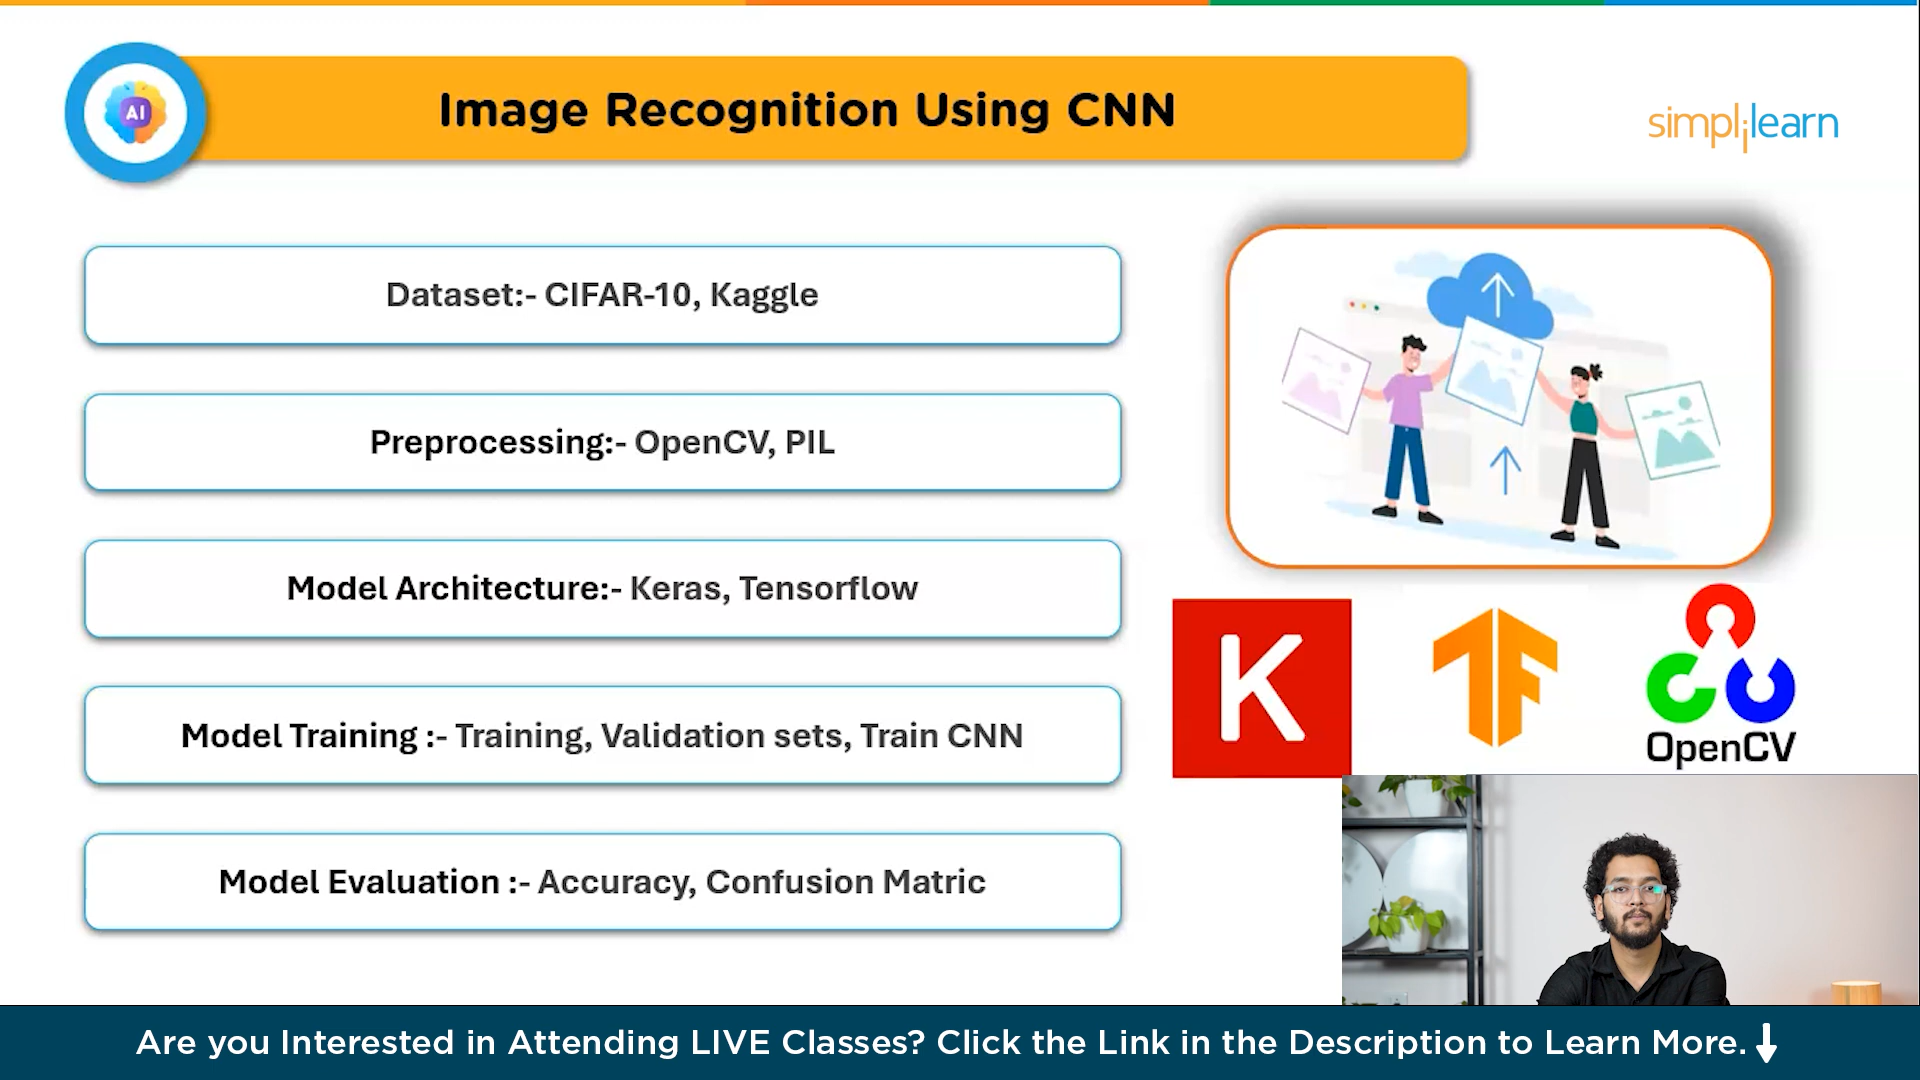 AI
Image Recognition Using CNN
simplilearn
Dataset:- CIFAR-10, Kaggle
Preprocessing:- OpenCV, PIL
Model Architecture:- Keras, Tensorflow
Model Training :- Training, Validation sets, Train CNN
Model Evaluation :- Accuracy, Confusion Matric
K
TF
OpenCV
Are you Interested in Attending LIVE Classes? Click the Link in the Description to Learn More.